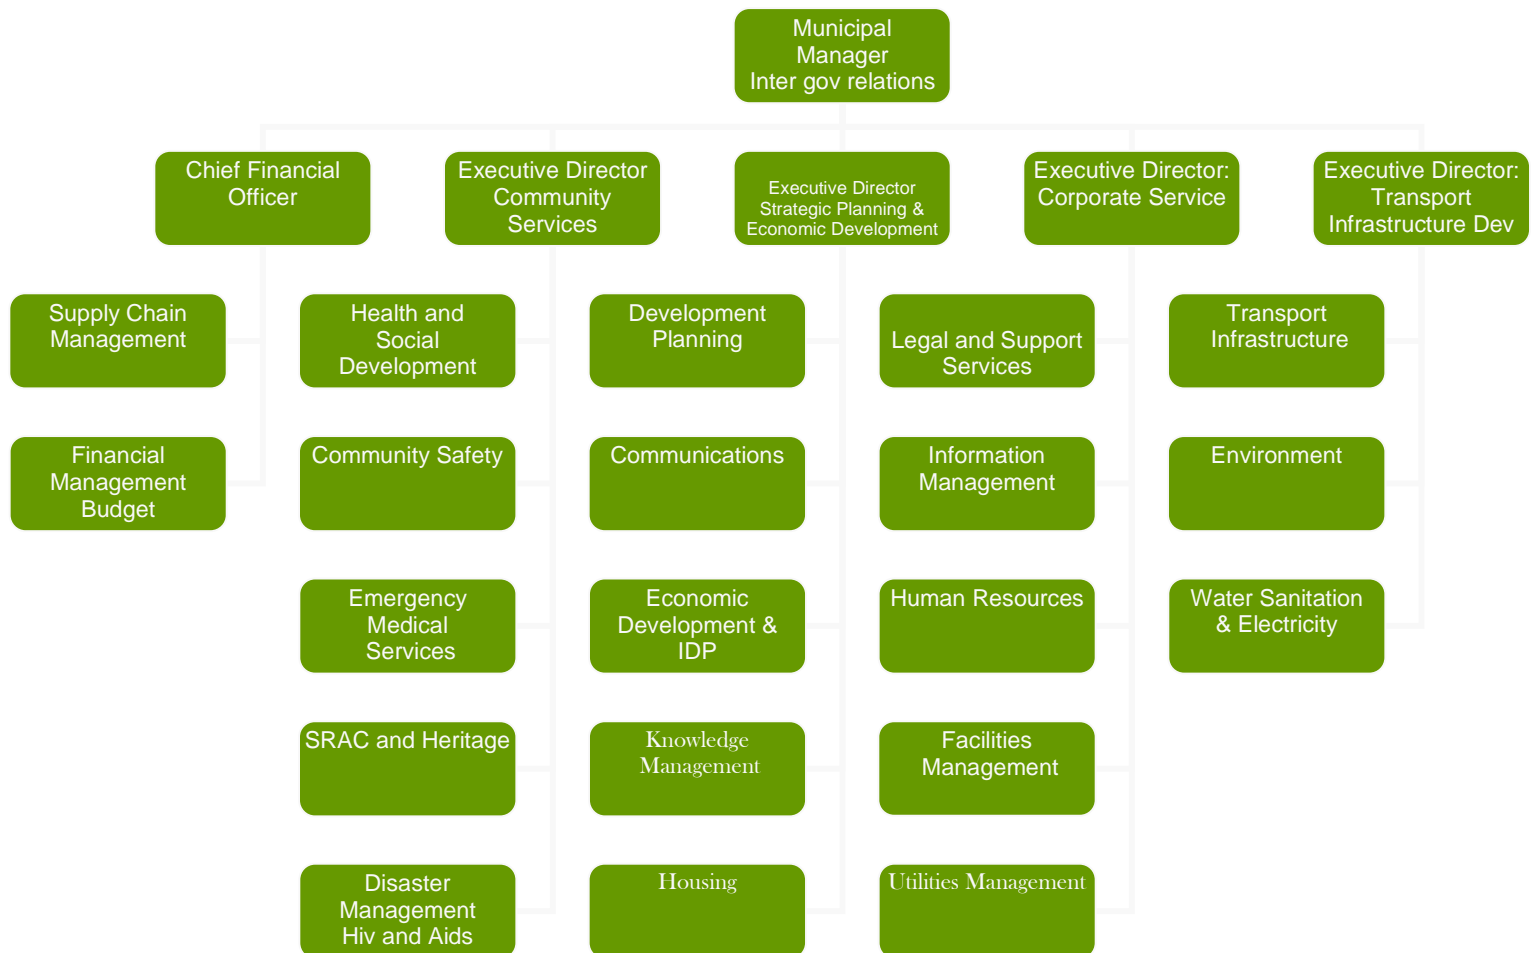 Municipal
Manager
Inter gov relations
Chief Financial
Officer
Executive Director
Community
Services
Executive Director
Strategic Planning &
Economic Development
Executive Director:
Corporate Service
Executive Director:
Transport
Infrastructure Dev
Supply Chain
Management
Health and
Social
Development
Development
Planning
Legal and Support
Services
Transport
Infrastructure
Financial
Management
Budget
Community Safety
Communications
Information
Management
Environment
Emergency
Medical
Services
Economic
Development &
IDP
Human Resources
Water Sanitation
& Electricity
SRAC and Heritage
Knowledge
Management
Facilities
Management
Disaster
Management
Hiv and Aids
Housing
Utilities Management